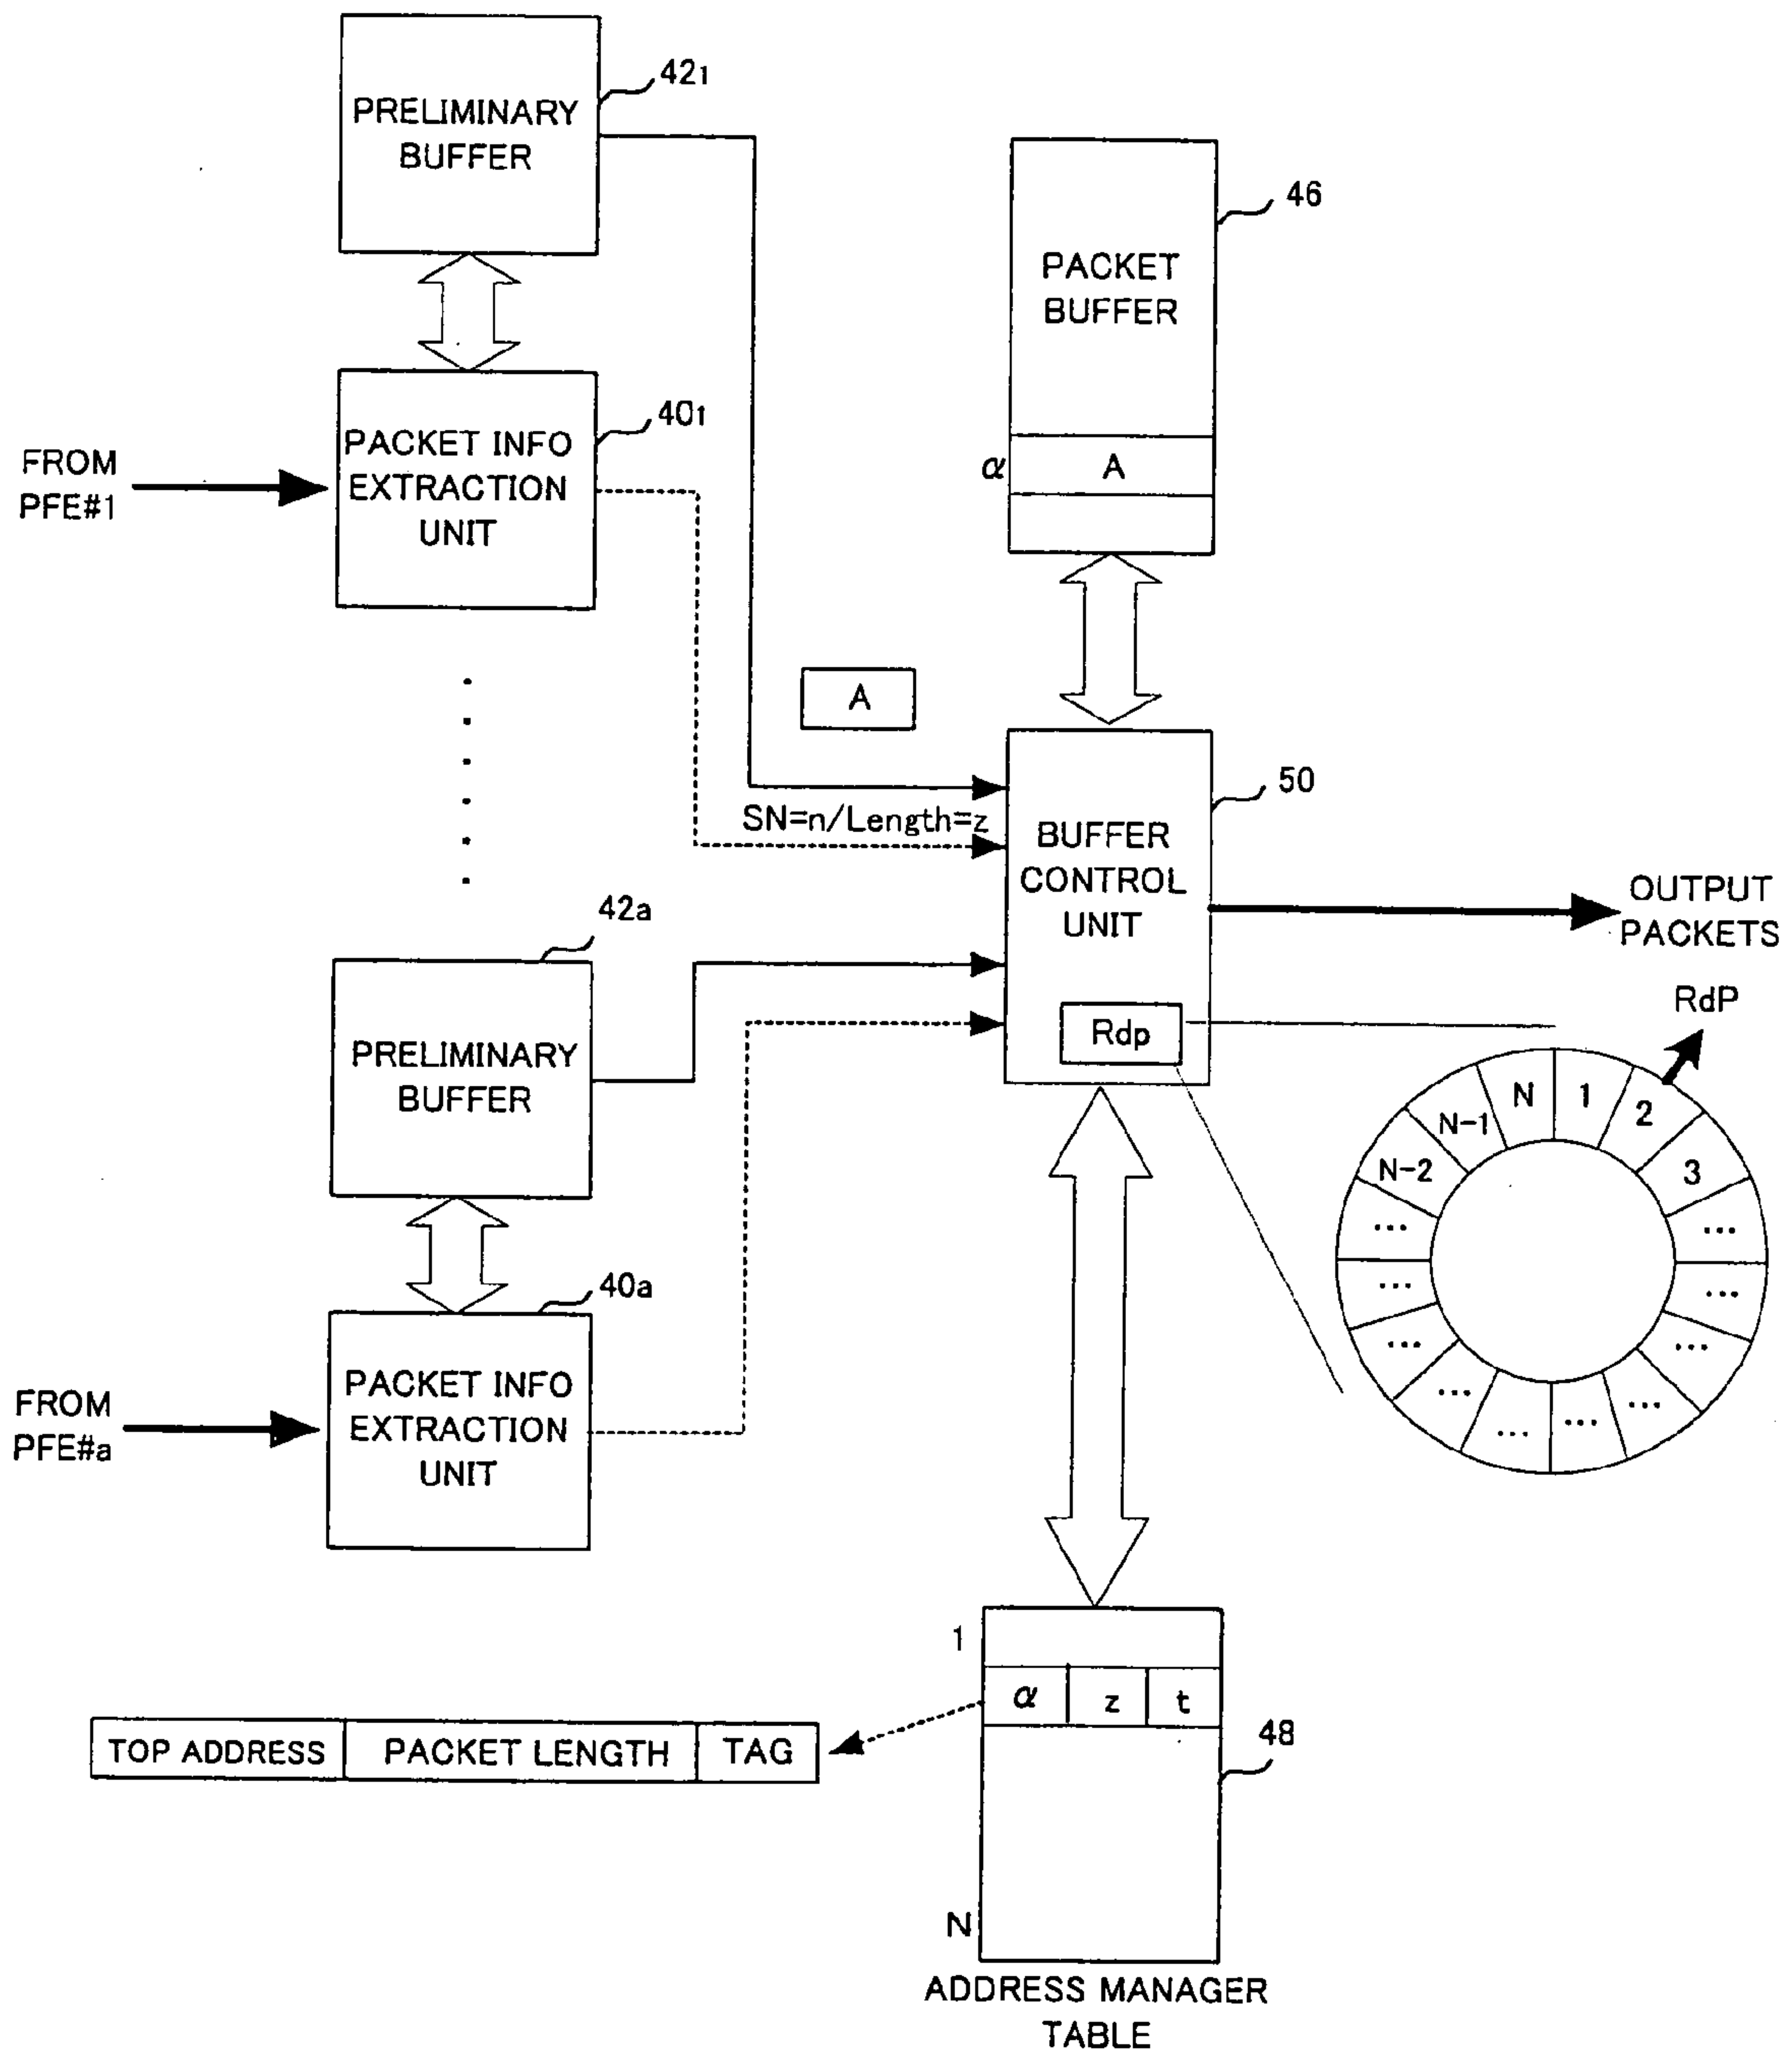 42₁
PRELIMINARY
BUFFER
46
PACKET
BUFFER
40₁
PACKET INFO
EXTRACTION
UNIT
FROM
PFE#1
α
A
A
50
SN=n/Length=z
BUFFER
CONTROL
UNIT
OUTPUT
PACKETS
42a
RdP
Rdp
PRELIMINARY
BUFFER
N-2
N-1
N
1
2
3
...
...
...
...
...
...
...
...
...
...
40a
PACKET INFO
EXTRACTION
UNIT
FROM
PFE#a
1
α z t
48
TOP ADDRESS PACKET LENGTH TAG
N
ADDRESS MANAGER
TABLE